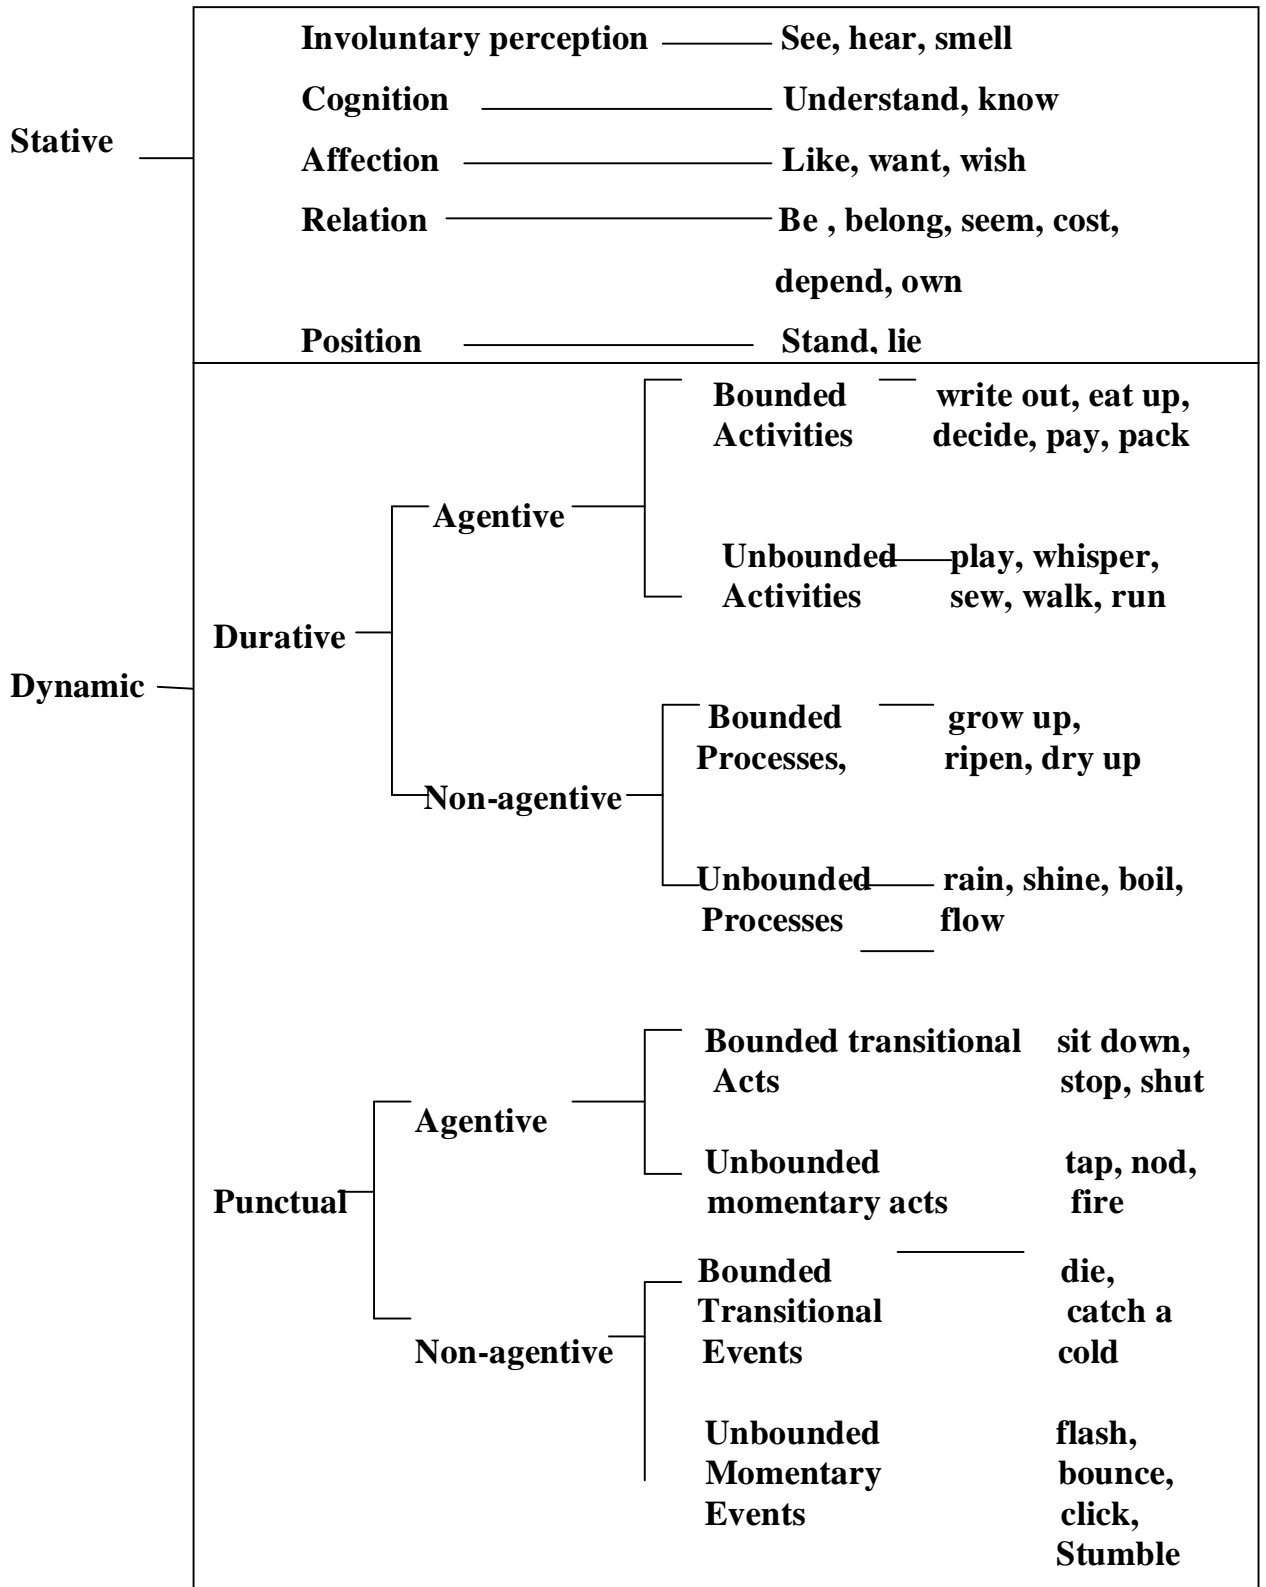 Involuntary perception See, hear, smell
Cognition Understand, know
Stative
Affection Like, want, wish
Relation Be , belong, seem, cost,
depend, own
Position Stand, lie
Bounded write out, eat up,
Activities decide, pay, pack
Agentive
Unbounded play, whisper,
Activities sew, walk, run
Durative
Dynamic
Bounded grow up,
Processes, ripen, dry up
Non-agentive
Unbounded rain, shine, boil,
Processes flow
Bounded transitional sit down,
Acts stop, shut
Agentive
Unbounded tap, nod,
momentary acts fire
Punctual
Bounded die,
Transitional catch a
Events cold
Non-agentive
Unbounded flash,
Momentary bounce,
Events click,
Stumble